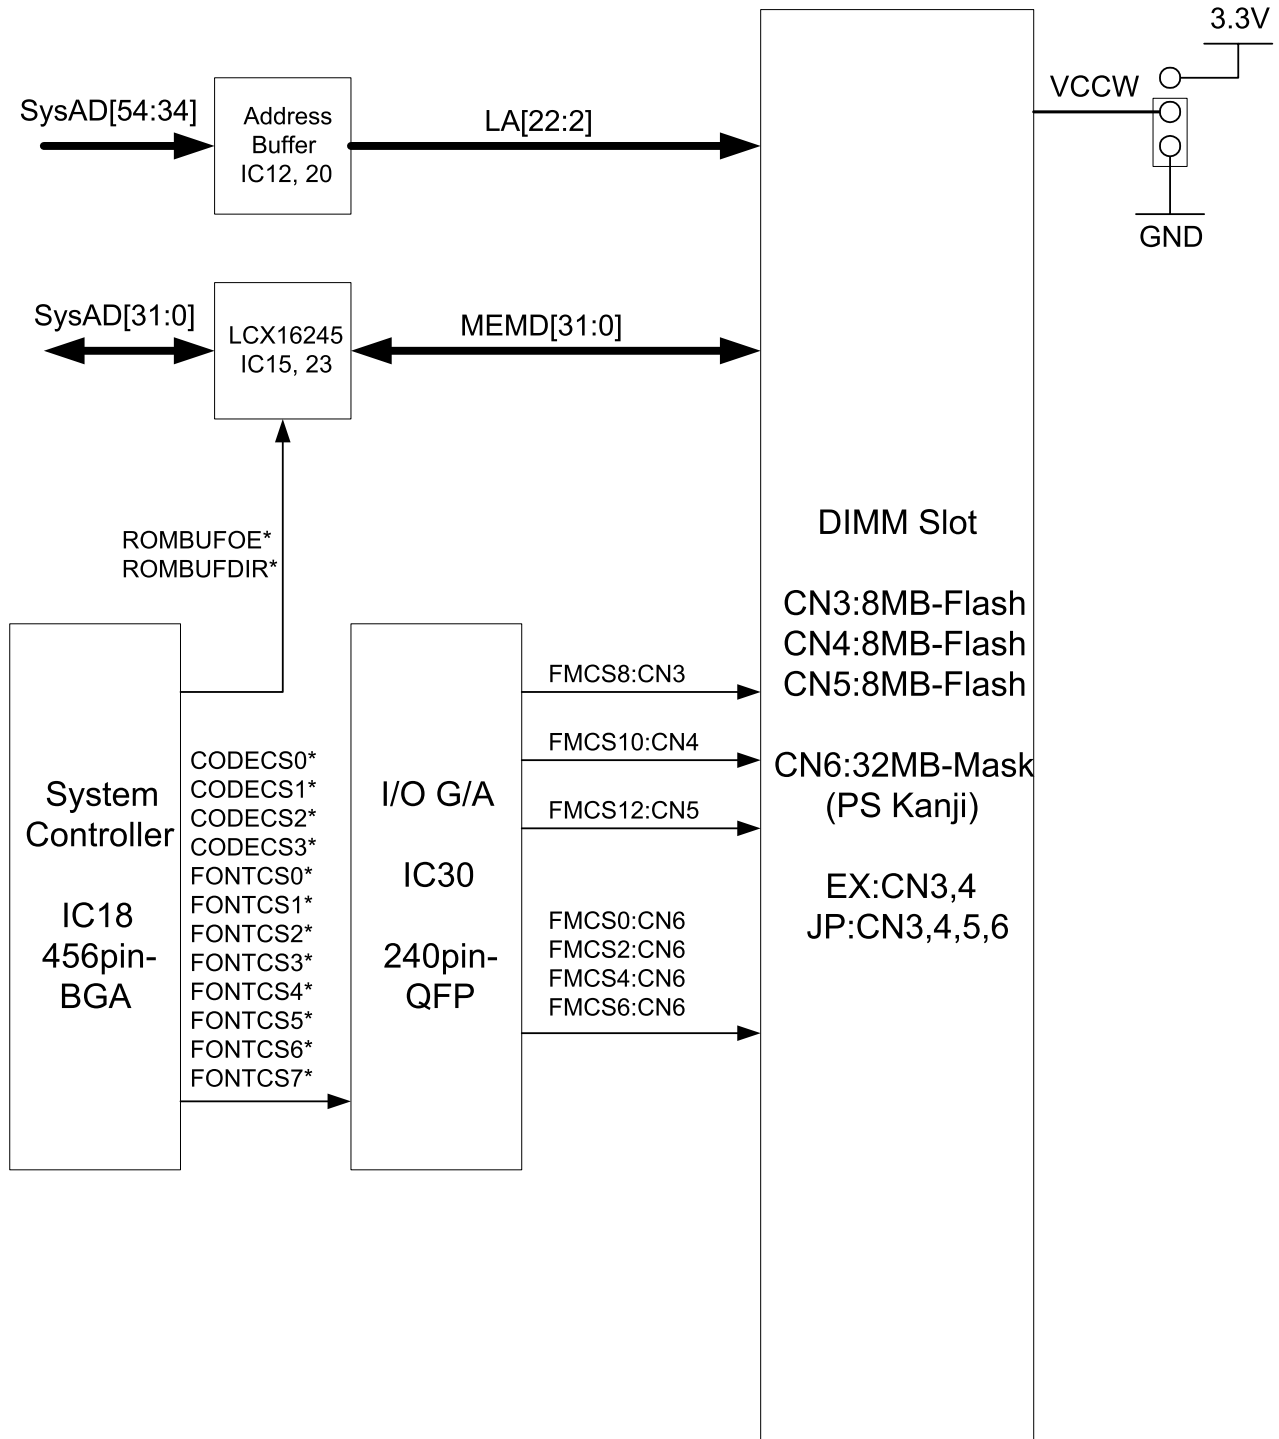 3.3V
VCCW
GND
SysAD[54:34]
Address
Buffer
IC12, 20
LA[22:2]
SysAD[31:0]
LCX16245
IC15, 23
MEMD[31:0]
ROMBUFOE*
ROMBUFDIR*
System
Controller
IC18
456pin-
BGA
CODECS0*
CODECS1*
CODECS2*
CODECS3*
FONTCS0*
FONTCS1*
FONTCS2*
FONTCS3*
FONTCS4*
FONTCS5*
FONTCS6*
FONTCS7*
I/O G/A
IC30
240pin-
QFP
FMCS8:CN3
FMCS10:CN4
FMCS12:CN5
FMCS0:CN6
FMCS2:CN6
FMCS4:CN6
FMCS6:CN6
DIMM Slot
CN3:8MB-Flash
CN4:8MB-Flash
CN5:8MB-Flash
CN6:32MB-Mask
(PS Kanji)
EX:CN3,4
JP:CN3,4,5,6